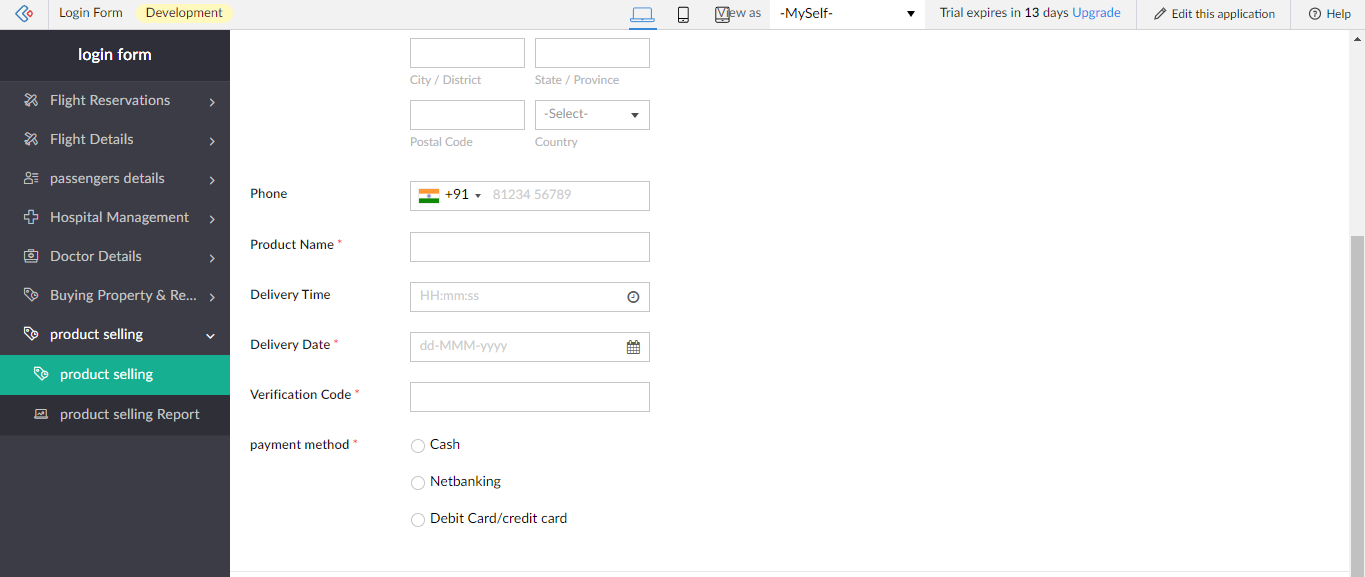 Login Form Development View as -MySelf- Trial expires in 13 days Upgrade Edit this application Help
login form
Flight Reservations
Flight Details
passengers details
Hospital Management
Doctor Details
Buying Property & Re...
product selling
product selling
product selling Report
City / District State / Province
-Select-
Postal Code Country
Phone +91 81234 56789
Product Name *
Delivery Time HH:mm:ss
Delivery Date * dd-MMM-yyyy
Verification Code *
payment method * Cash
Netbanking
Debit Card/credit card